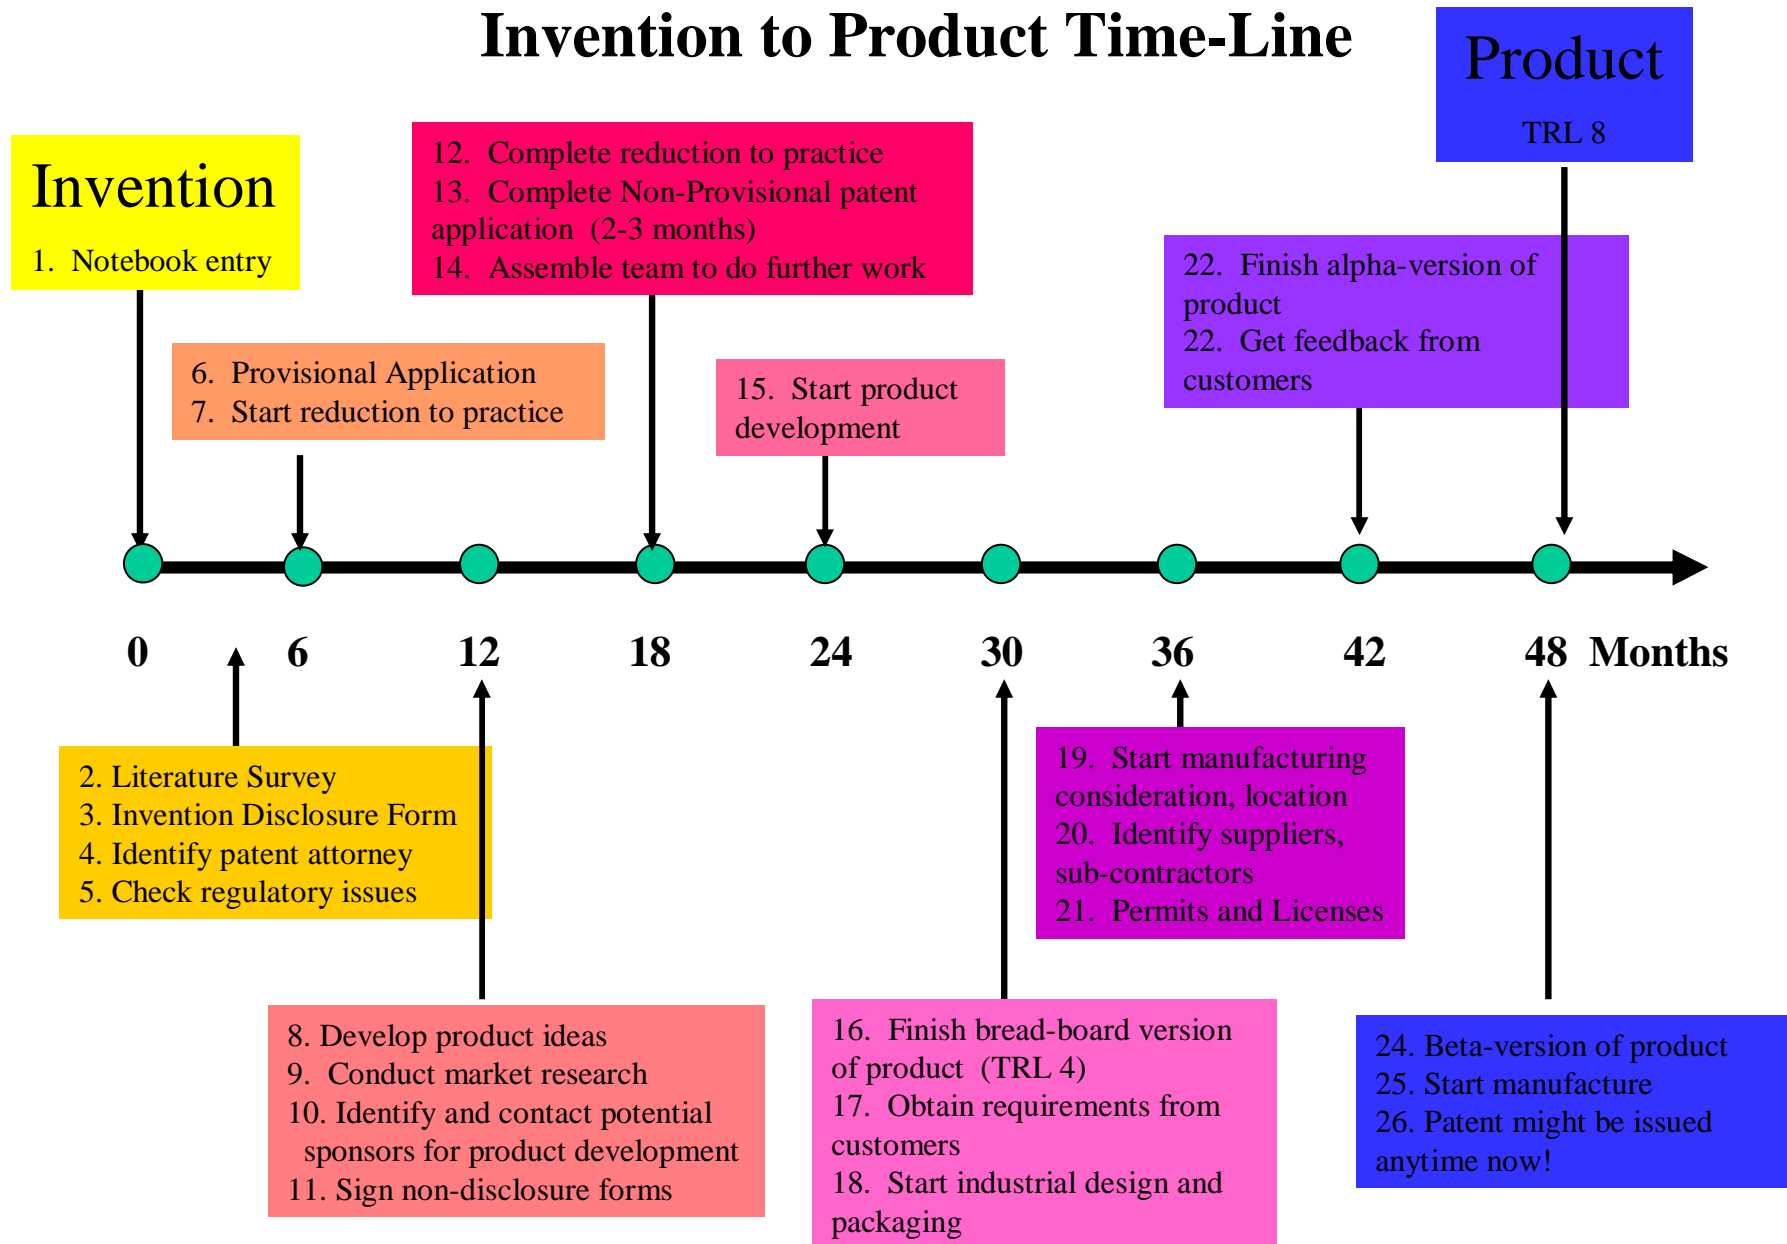 Invention to Product Time-Line
Product
TRL 8
Invention
1. Notebook entry
12. Complete reduction to practice
13. Complete Non-Provisional patent
application (2-3 months)
14. Assemble team to do further work
22. Finish alpha-version of
product
22. Get feedback from
customers
6. Provisional Application
7. Start reduction to practice
15. Start product
development
0 6 12 18 24 30 36 42 48 Months
2. Literature Survey
3. Invention Disclosure Form
4. Identify patent attorney
5. Check regulatory issues
19. Start manufacturing
consideration, location
20. Identify suppliers,
sub-contractors
21. Permits and Licenses
8. Develop product ideas
9. Conduct market research
10. Identify and contact potential
sponsors for product development
11. Sign non-disclosure forms
16. Finish bread-board version
of product (TRL 4)
17. Obtain requirements from
customers
18. Start industrial design and
packaging
24. Beta-version of product
25. Start manufacture
26. Patent might be issued
anytime now!